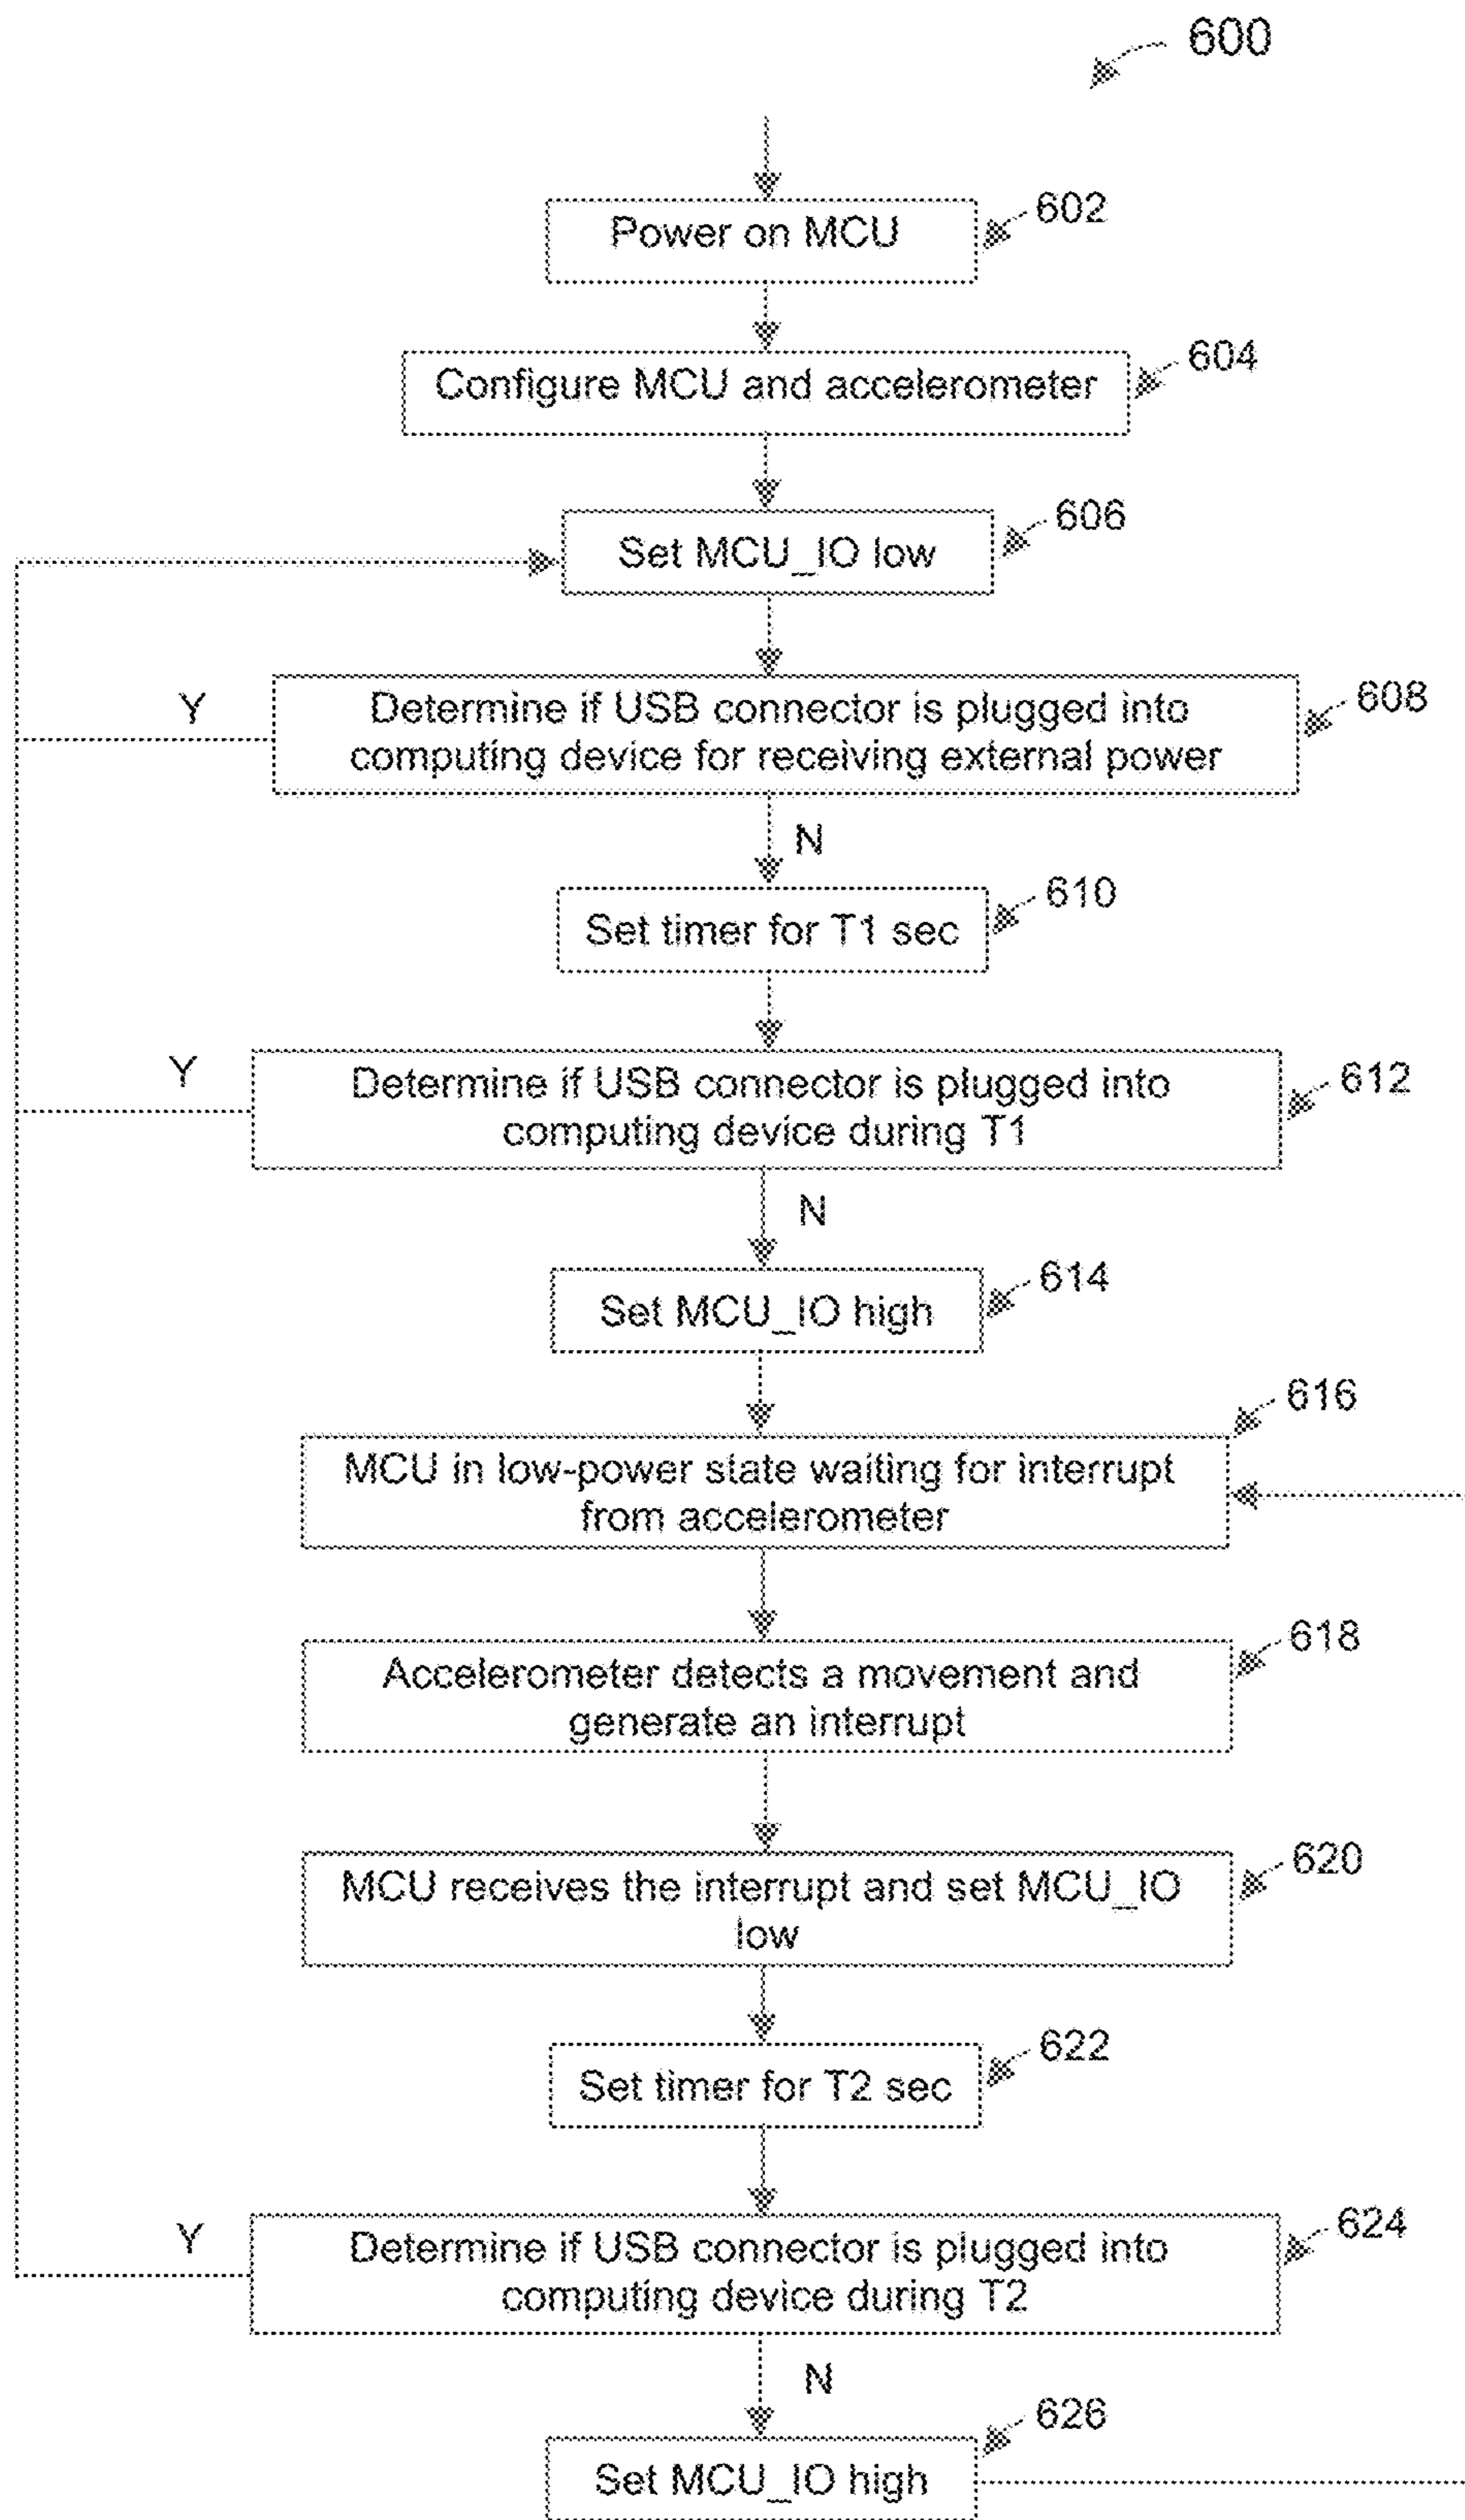 600
Power on MCU
602
Configure MCU and accelerometer
604
Set MCU_IO low
606
Y
Determine if USB connector is plugged into
computing device for receiving external power
608
N
Set timer for T1 sec
610
Y
Determine if USB connector is plugged into
computing device during T1
612
N
Set MCU_IO high
614
MCU in low-power state waiting for interrupt
from accelerometer
616
Accelerometer detects a movement and
generate an interrupt
618
MCU receives the interrupt and set MCU_IO
low
620
Set timer for T2 sec
622
Y
Determine if USB connector is plugged into
computing device during T2
624
N
Set MCU_IO high
626